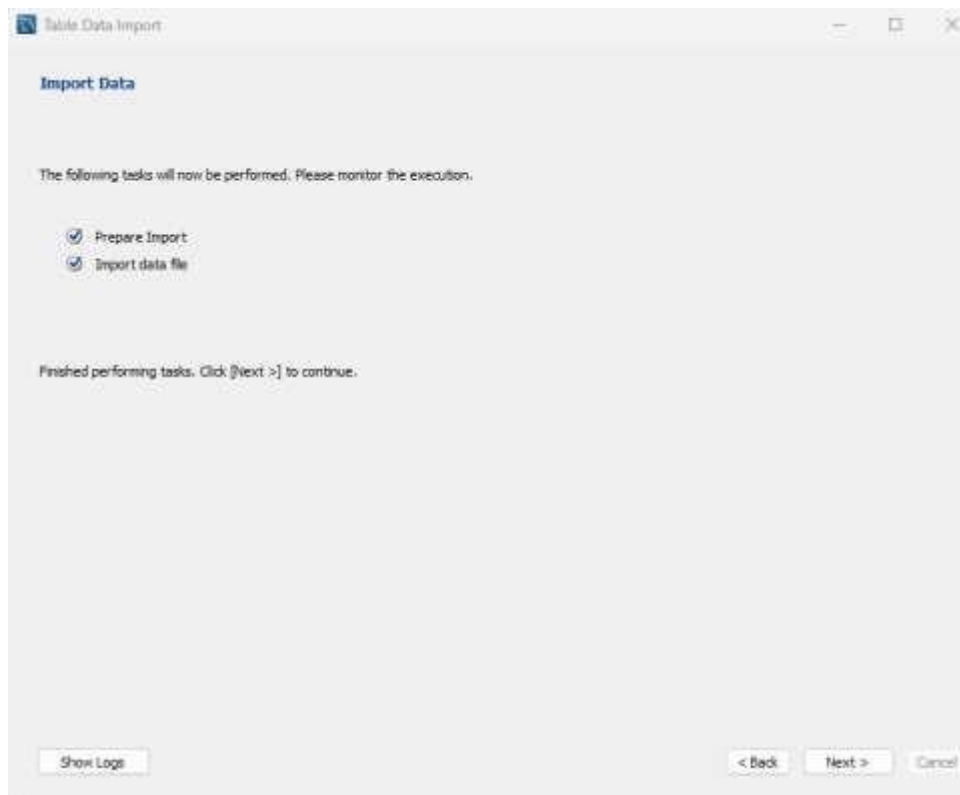 Table Data Import
Import Data
The following tasks will now be performed. Please monitor the execution.
Prepare Import
Import data file
Finished performing tasks. Click [Next >] to continue.
Show Logs
< Back
Next >
Cancel